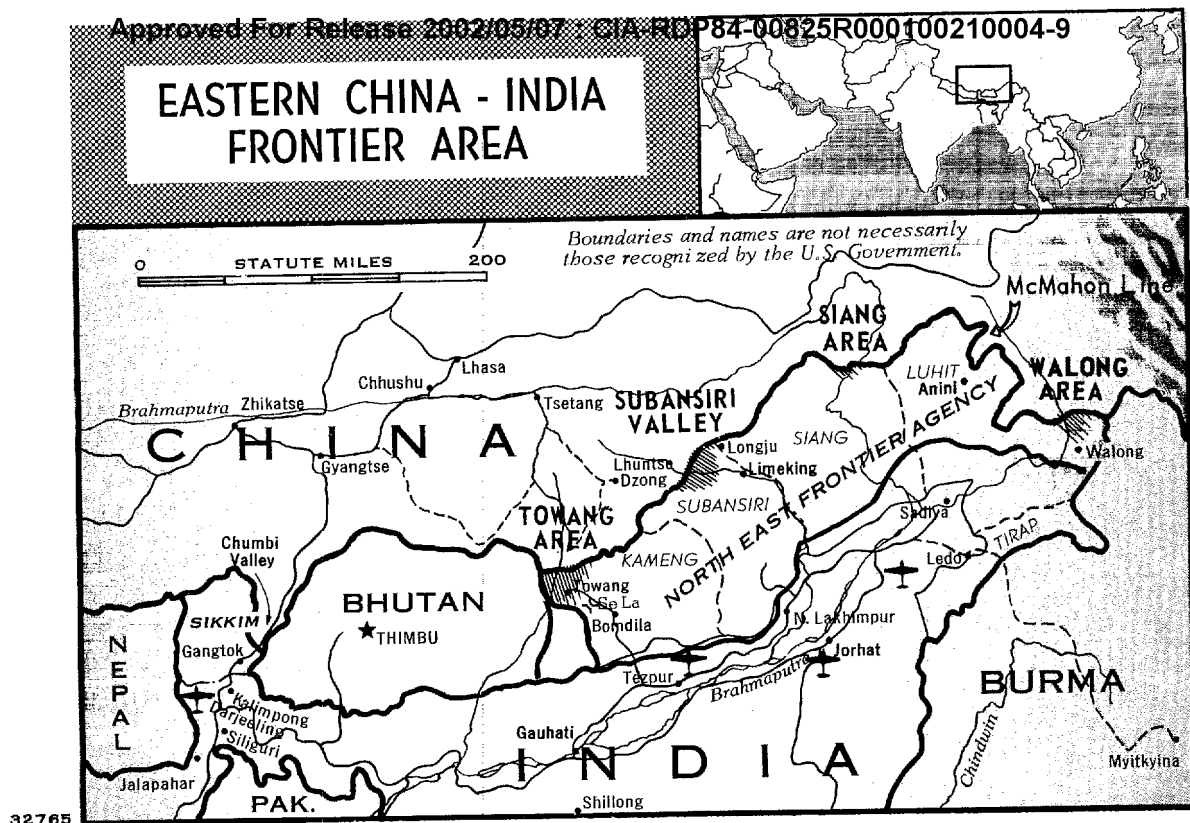 Approved For Release 2002/05/07 : CIA-RDP84-00825R000100210004-9
EASTERN CHINA - INDIA
FRONTIER AREA
Boundaries and names are not necessarily
those recognized by the U.S. Government.
0 STATUTE MILES 200
McMahon Line
SIANG
AREA
LUHIT
Anini
WALONG
AREA
Lhasa
Chhushu
Brahmaputra
Zhikatse
Tsetang
SUBANSIRI
VALLEY
CHINA
Gyangtse
Longju
SIANG
Walong
Lhuntse
Dzong
Limeking
NORTH EAST FRONTIER AGENCY
SUBANSIRI
Sadiya
TOWANG
AREA
TIRAP
Chumbi
Valley
KAMENG
Ledo
Towang
BHUTAN
Se La
Bomdila
SIKKIM
THIMBU
N. Lakhimpur
NEPAL
Gangtok
Jorhat
Tezpur
Brahmaputra
BURMA
Kalimpong
Darjeeling
Siliguri
Gauhati
INDIA
Chindwin
Myitkyina
Jalapahar
PAK.
Shillong
32765